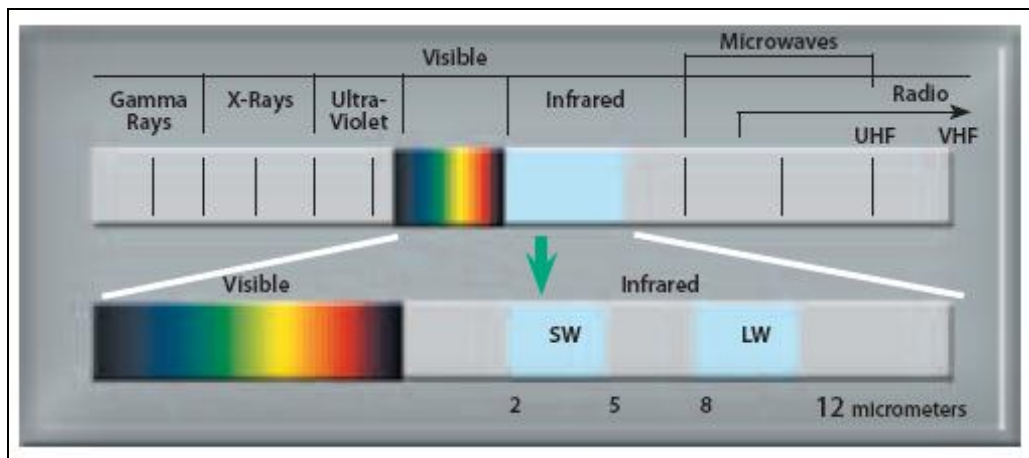 Microwaves
Visible
Gamma Rays
X-Rays
Ultra-Violet
Infrared
Radio
UHF VHF
Visible Infrared
SW LW
2 5 8 12 micrometers